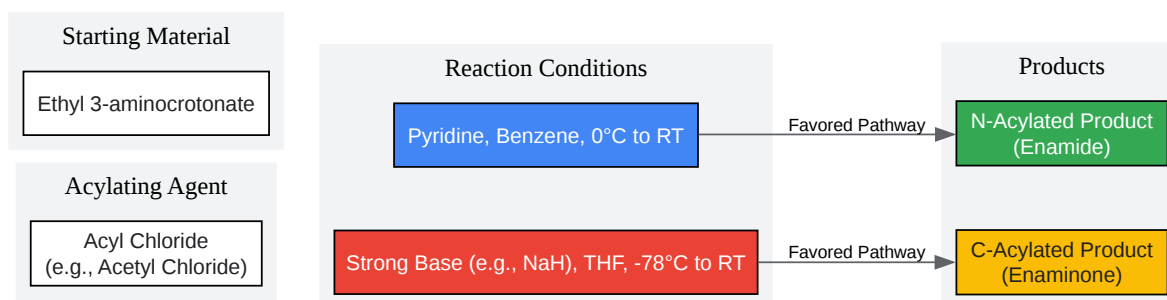 Starting Material
Ethyl 3-aminocrotonate
Acylating Agent
Acyl Chloride
(e.g., Acetyl Chloride)
Reaction Conditions
Pyridine, Benzene, 0°C to RT
Strong Base (e.g., NaH), THF, -78°C to RT
Favored Pathway
Favored Pathway
Products
N-Acylated Product
(Enamide)
C-Acylated Product
(Enaminone)